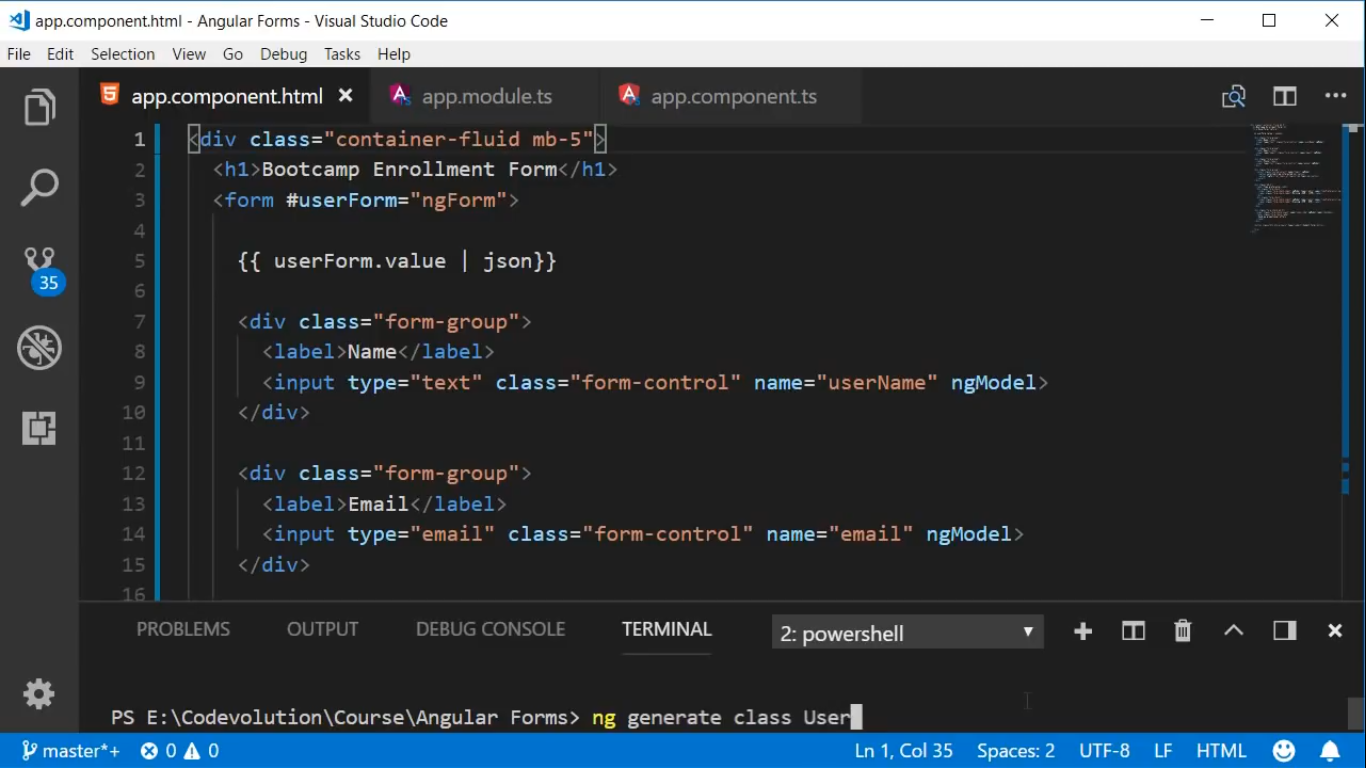 app.component.html - Angular Forms - Visual Studio Code
File Edit Selection View Go Debug Tasks Help
app.component.html app.module.ts app.component.ts
1 <div class="container-fluid mb-5">
2 <h1>Bootcamp Enrollment Form</h1>
3 <form #userForm="ngForm">
4
5 {{ userForm.value | json}}
6
7 <div class="form-group">
8 <label>Name</label>
9 <input type="text" class="form-control" name="userName" ngModel>
10 </div>
11
12 <div class="form-group">
13 <label>Email</label>
14 <input type="email" class="form-control" name="email" ngModel>
15 </div>
16
35
PROBLEMS OUTPUT DEBUG CONSOLE TERMINAL 2: powershell
PS E:\Codevolution\Course\Angular Forms> ng generate class User
master*+ 0 0 Ln 1, Col 35 Spaces: 2 UTF-8 LF HTML